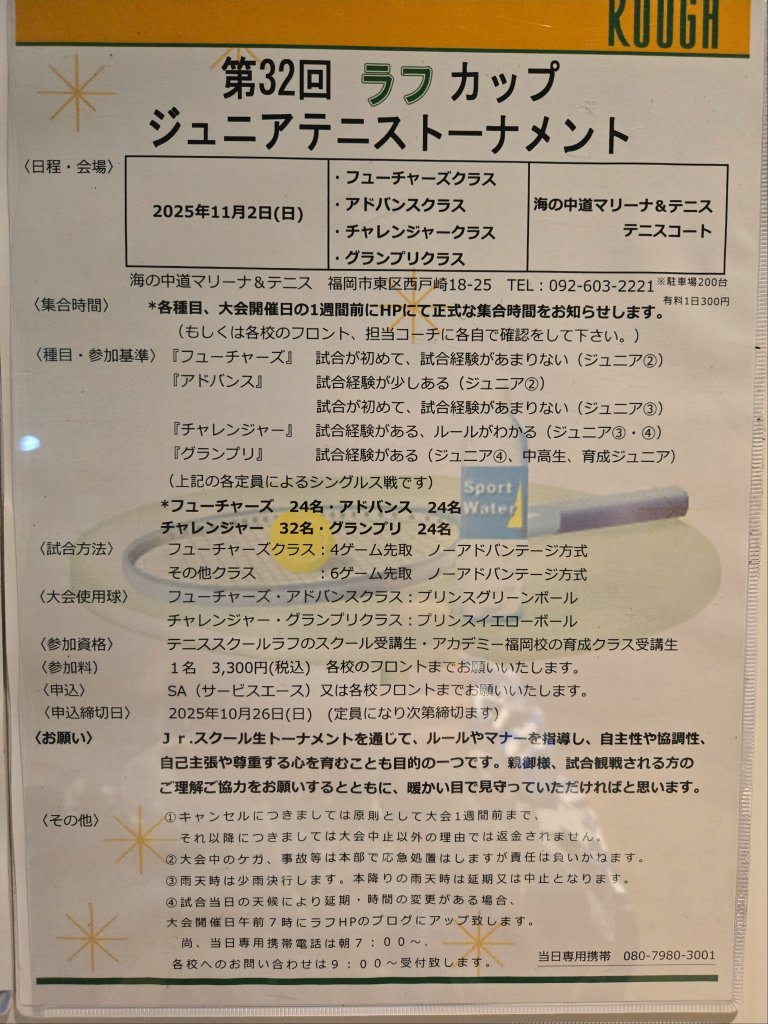 ROUGH
第32回 ラフ カップ
ジュニアテニストーナメント
〈日程・会場〉
2025年11月2日(日)
・フューチャーズクラス
・アドバンスクラス
・チャレンジャークラス
・グランプリクラス
海の中道マリーナ＆テニス
テニスコート
海の中道マリーナ＆テニス 福岡市東区西戸崎18-25 TEL：092-603-2221 ※駐車場200台
有料1日300円
〈集合時間〉 *各種目、大会開催日の1週間前にHPにて正式な集合時間をお知らせします。
（もしくは各校のフロント、担当コーチに各自で確認をして下さい。）
〈種目・参加基準〉 『フューチャーズ』 試合が初めて、試合経験があまりない（ジュニア②）
『アドバンス』 試合経験が少しある（ジュニア②）
試合が初めて、試合経験があまりない（ジュニア③）
『チャレンジャー』 試合経験がある、ルールがわかる（ジュニア③・④）
『グランプリ』 試合経験がある（ジュニア④、中高生、育成ジュニア）
（上記の各定員によるシングルス戦です）
*フューチャーズ 24名・アドバンス 24名
チャレンジャー 32名・グランプリ 24名
Sport
Water
〈試合方法〉 フューチャーズクラス：4ゲーム先取 ノーアドバンテージ方式
その他クラス ：6ゲーム先取 ノーアドバンテージ方式
〈大会使用球〉 フューチャーズ・アドバンスクラス：プリンスグリーンボール
チャレンジャー・グランプリクラス：プリンスイエローボール
〈参加資格〉 テニススクールラフのスクール受講生・アカデミー福岡校の育成クラス受講生
〈参加料〉 １名 3,300円(税込) 各校のフロントまでお願いいたします。
〈申込〉 SA（サービスエース）又は各校フロントまでお願いいたします。
〈申込締切日〉 2025年10月26日(日) (定員になり次第締切ます)
〈お願い〉 Ｊｒ.スクール生トーナメントを通じて、ルールやマナーを指導し、自主性や協調性、
自己主張や尊重する心を育むことも目的の一つです。親御様、試合観戦される方の
ご理解ご協力をお願いするとともに、暖かい目で見守っていただければと思います。
〈その他〉 ①キャンセルにつきましては原則として大会1週間前まで、
それ以降につきましては大会中止以外の理由では返金されません。
②大会中のケガ、事故等は本部で応急処置はしますが責任は負いかねます。
③雨天時は少雨決行します。本降りの雨天時は延期又は中止となります。
④試合当日の天候により延期・時間の変更がある場合、
大会開催日午前７時にラフHPのブログにアップ致します。
尚、当日専用携帯電話は朝７：００～、
各校へのお問い合わせは９：００～受付致します。
当日専用携帯 080-7980-3001